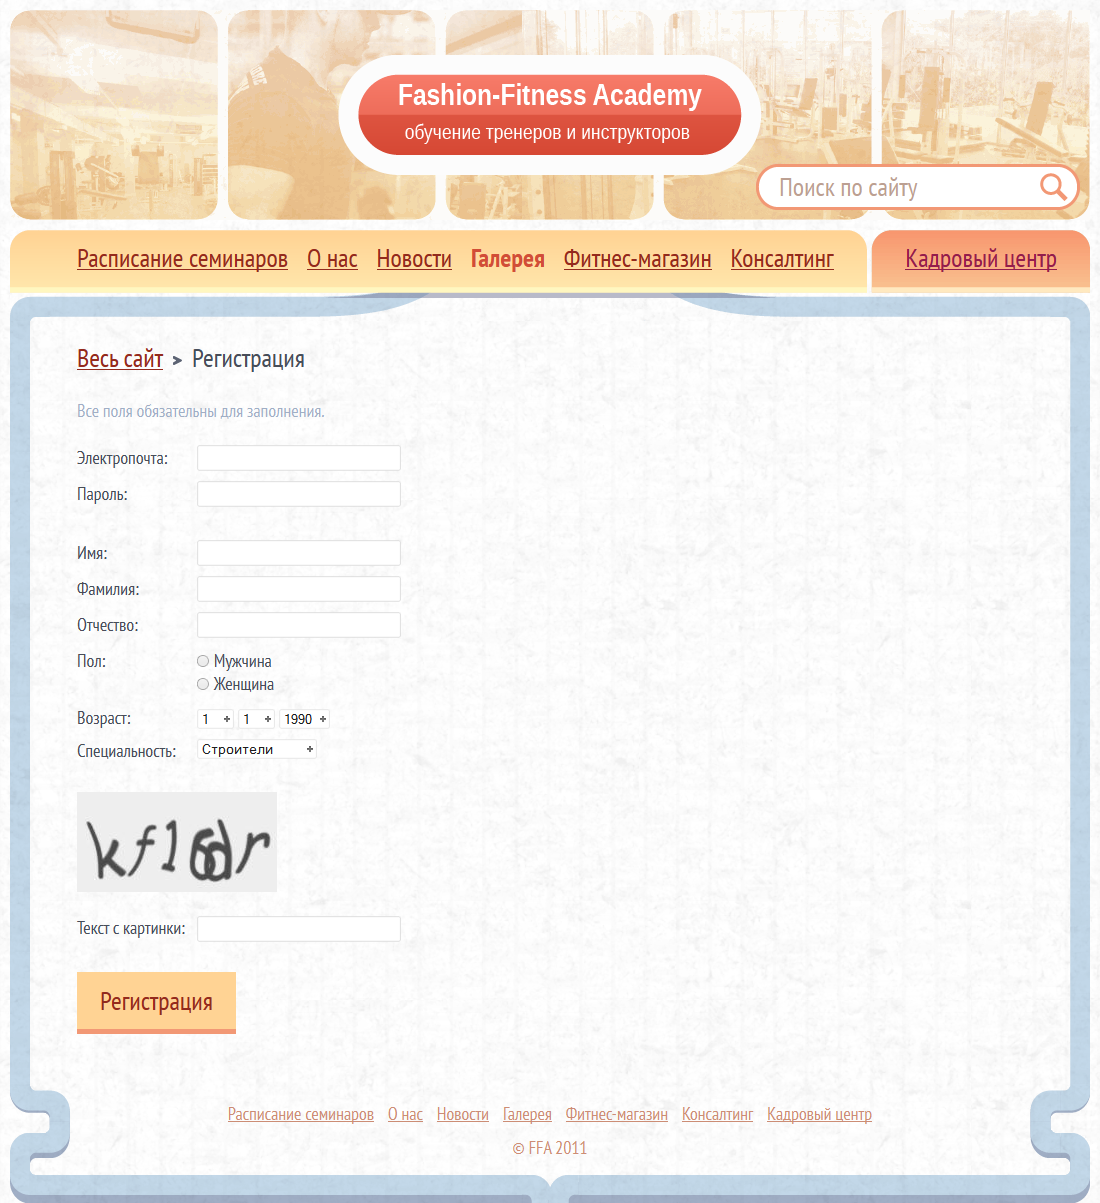 Fashion-Fitness Academy
обучение тренеров и инструкторов
Поиск по сайту
Расписание семинаров О нас Новости Галерея Фитнес-магазин Консалтинг Кадровый центр
Весь сайт > Регистрация
Все поля обязательны для заполнения.
Электропочта:
Пароль:
Имя:
Фамилия:
Отчество:
Пол: Мужчина
Женщина
Возраст: 1 1 1990
Специальность: Строители
Текст с картинки:
Регистрация
Расписание семинаров О нас Новости Галерея Фитнес-магазин Консалтинг Кадровый центр
© FFA 2011